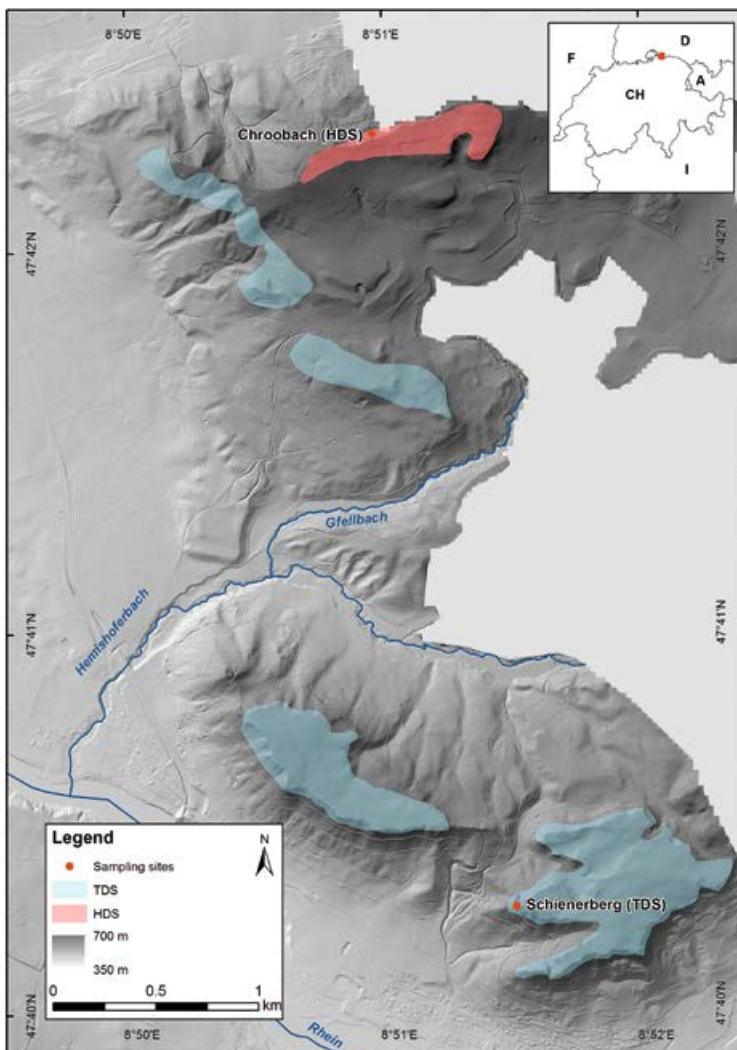 8°50'E
8°51'E
D
F
A
CH
I
Chroobach (HDS)
47°42'N
47°42'N
Gfellbach
47°41'N
47°41'N
Hemishoferbach
Legend
N
Sampling sites
TDS
HDS
700 m
350 m
0
0.5
1
km
Schienerberg (TDS)
47°40'N
47°40'N
Rhein
8°50'E
8°51'E
8°52'E